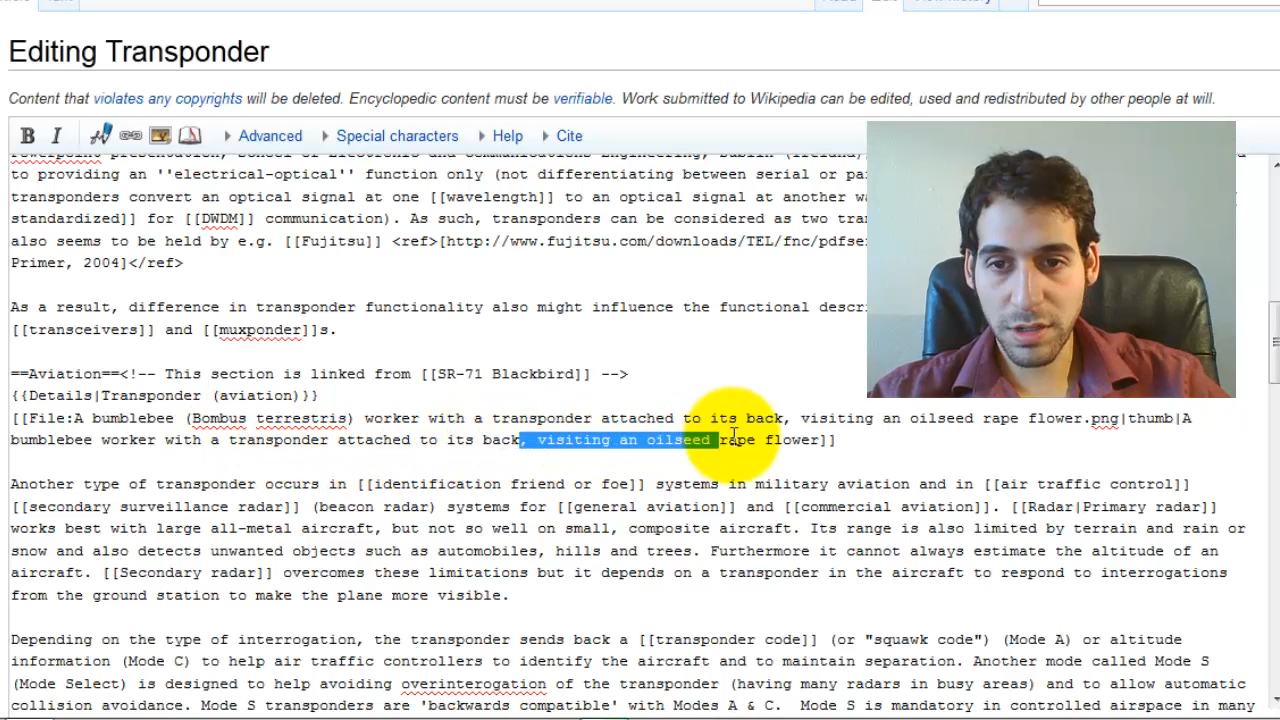 Editing Transponder
Content that violates any copyrights will be deleted. Encyclopedic content must be verifiable. Work submitted to Wikipedia can be edited, used and redistributed by other people at will.
B I Advanced Special characters Help Cite
to providing an ''electrical-optical'' function only (not differentiating between serial or
transponders convert an optical signal at one [[wavelength]] to an optical signal at another
standardized]] for [[DWDM]] communication). As such, transponders can be considered as two
also seems to be held by e.g. [[Fujitsu]] <ref>[http://www.fujitsu.com/downloads/TEL/fnc/pdfse
Primer, 2004]</ref>
As a result, difference in transponder functionality also might influence the functional
[[transceivers]] and [[muxponder]]s.
==Aviation==<!-- This section is linked from [[SR-71 Blackbird]] -->
{{Details|Transponder (aviation)}}
[[File:A bumblebee (Bombus terrestris) worker with a transponder attached to its back, visiting an oilseed rape flower.png|thumb|A
bumblebee worker with a transponder attached to its back, visiting an oilseed rape flower]]
Another type of transponder occurs in [[identification friend or foe]] systems in military aviation and in [[air traffic control]]
[[secondary surveillance radar]] (beacon radar) systems for [[general aviation]] and [[commercial aviation]]. [[Radar|Primary radar]]
works best with large all-metal aircraft, but not so well on small, composite aircraft. Its range is also limited by terrain and rain or
snow and also detects unwanted objects such as automobiles, hills and trees. Furthermore it cannot always estimate the altitude of an
aircraft. [[Secondary radar]] overcomes these limitations but it depends on a transponder in the aircraft to respond to interrogations
from the ground station to make the plane more visible.
Depending on the type of interrogation, the transponder sends back a [[transponder code]] (or "squawk code") (Mode A) or altitude
information (Mode C) to help air traffic controllers to identify the aircraft and to maintain separation. Another mode called Mode S
(Mode Select) is designed to help avoiding overinterogation of the transponder (having many radars in busy areas) and to allow automatic
collision avoidance. Mode S transponders are 'backwards compatible' with Modes A & C.  Mode S is mandatory in controlled airspace in many